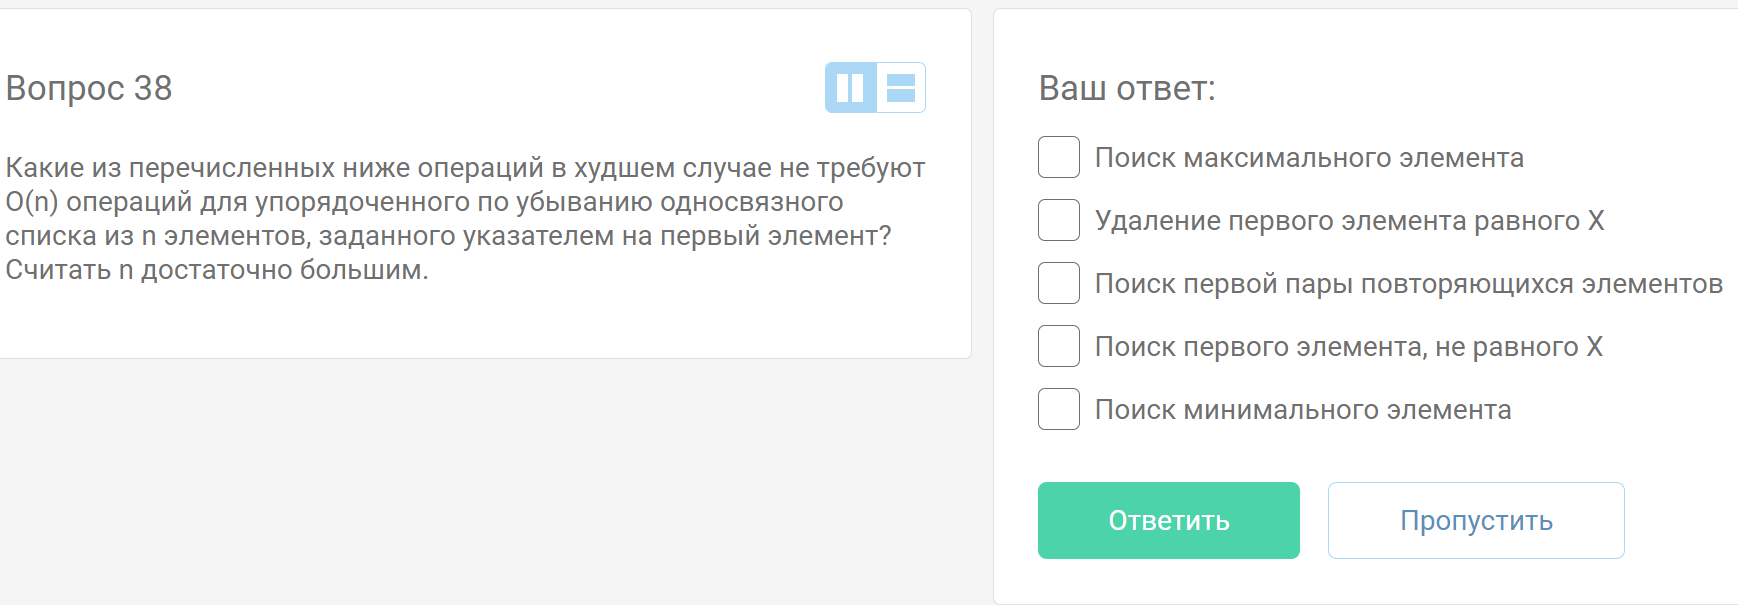 Вопрос 38
Какие из перечисленных ниже операций в худшем случае не требуют
O(n) операций для упорядоченного по убыванию односвязного
списка из n элементов, заданного указателем на первый элемент?
Считать n достаточно большим.
Ваш ответ:
Поиск максимального элемента
Удаление первого элемента равного X
Поиск первой пары повторяющихся элементов
Поиск первого элемента, не равного X
Поиск минимального элемента
Ответить
Пропустить